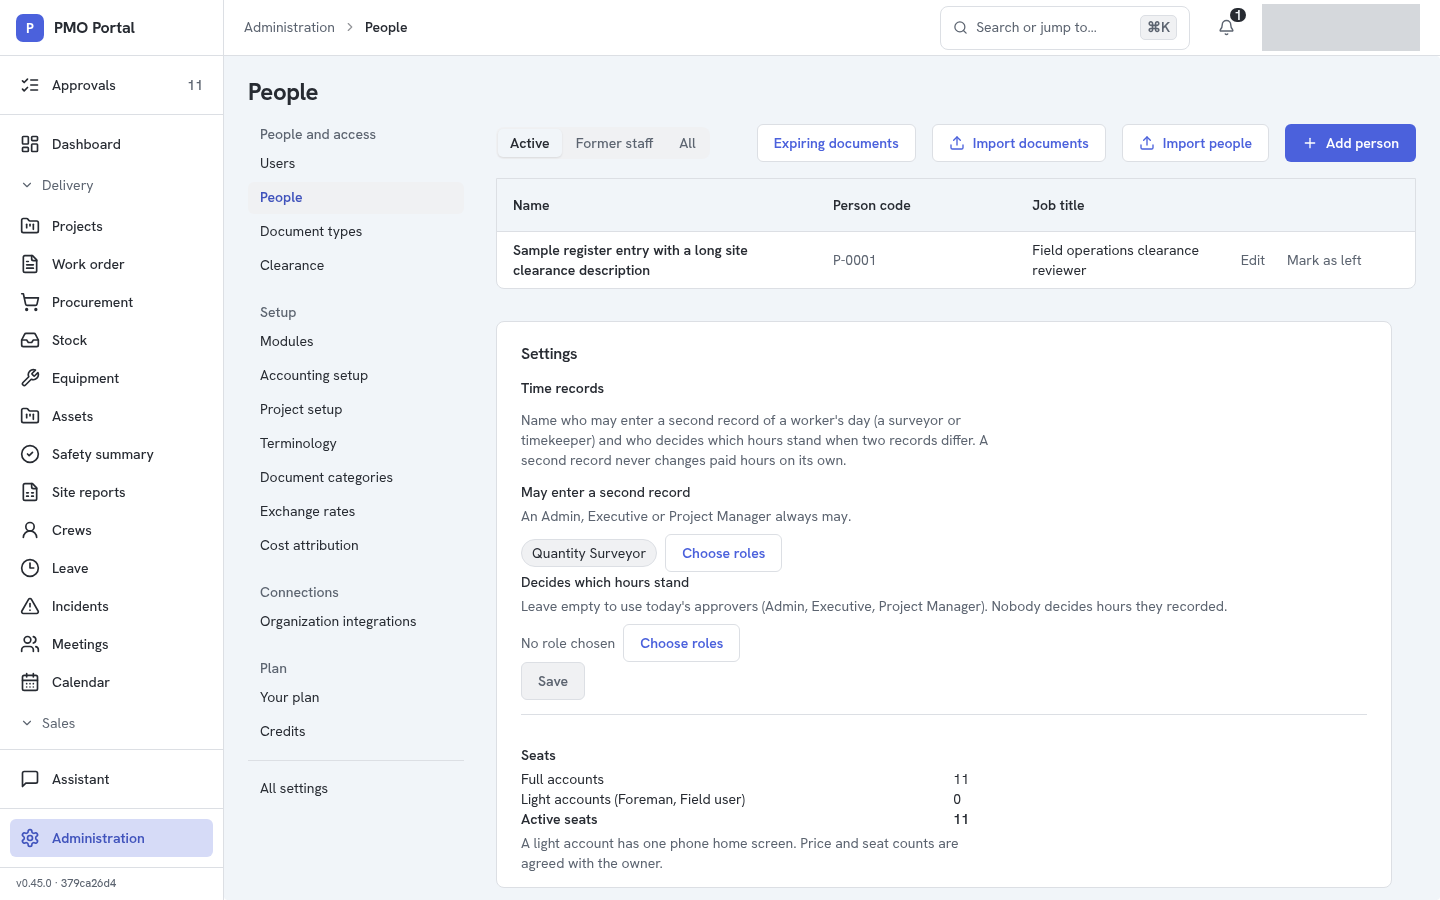 P PMO Portal
Administration > People
Search or jump to... ⌘K
1
Approvals 11
Dashboard
Delivery
Projects
Work order
Procurement
Stock
Equipment
Assets
Safety summary
Site reports
Crews
Leave
Incidents
Meetings
Calendar
Sales
Assistant
Administration
v0.45.0 · 379ca26d4
People
People and access
Users
People
Document types
Clearance
Setup
Modules
Accounting setup
Project setup
Terminology
Document categories
Exchange rates
Cost attribution
Connections
Organization integrations
Plan
Your plan
Credits
All settings
Active Former staff All
Expiring documents Import documents Import people + Add person
Name Person code Job title
Sample register entry with a long site
clearance description
P-0001
Field operations clearance
reviewer
Edit Mark as left
Settings
Time records
Name who may enter a second record of a worker's day (a surveyor or
timekeeper) and who decides which hours stand when two records differ. A
second record never changes paid hours on its own.
May enter a second record
An Admin, Executive or Project Manager always may.
Quantity Surveyor Choose roles
Decides which hours stand
Leave empty to use today's approvers (Admin, Executive, Project Manager). Nobody decides hours they recorded.
No role chosen Choose roles
Save
Seats
Full accounts 11
Light accounts (Foreman, Field user) 0
Active seats 11
A light account has one phone home screen. Price and seat counts are
agreed with the owner.